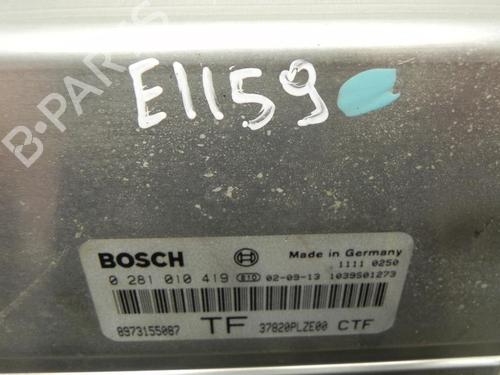 B-PARTS
E1159
BOSCH
Made in Germany
1111 0250
0 281 010 419 810 02-09-13 1039S01273
8973155087 TF 37820PLZE00 CTF